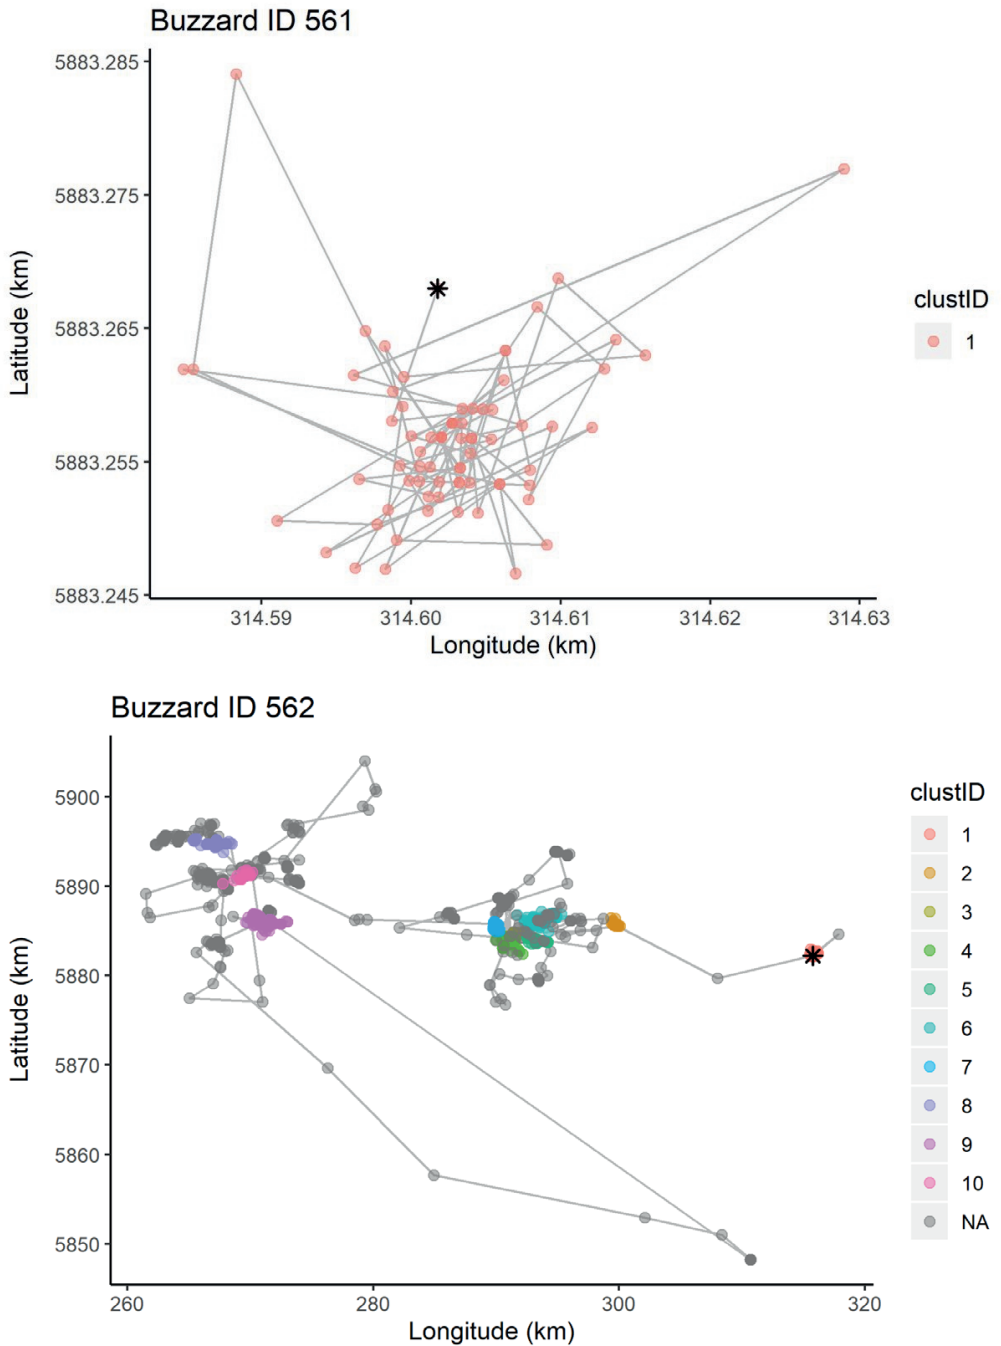 Buzzard ID 561
5883.285
5883.275
5883.265
5883.255
5883.245
Latitude (km)
314.59 314.60 314.61 314.62 314.63
Longitude (km)
clustID
1
Buzzard ID 562
5900
5890
5880
5870
5860
5850
Latitude (km)
260 280 300 320
Longitude (km)
clustID
1
2
3
4
5
6
7
8
9
10
NA